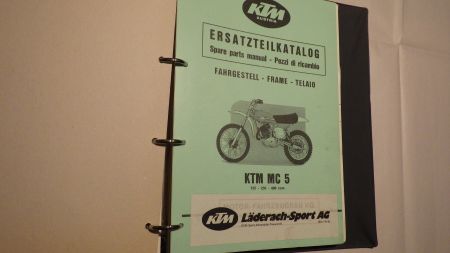 KTM
AUSTRIA
ERSATZTEILKATALOG
Spare parts manual - Pezzi di ricambio
FAHRGESTELL - FRAME - TELAIO
KTM MC 5
KTM Läderach-Sport AG